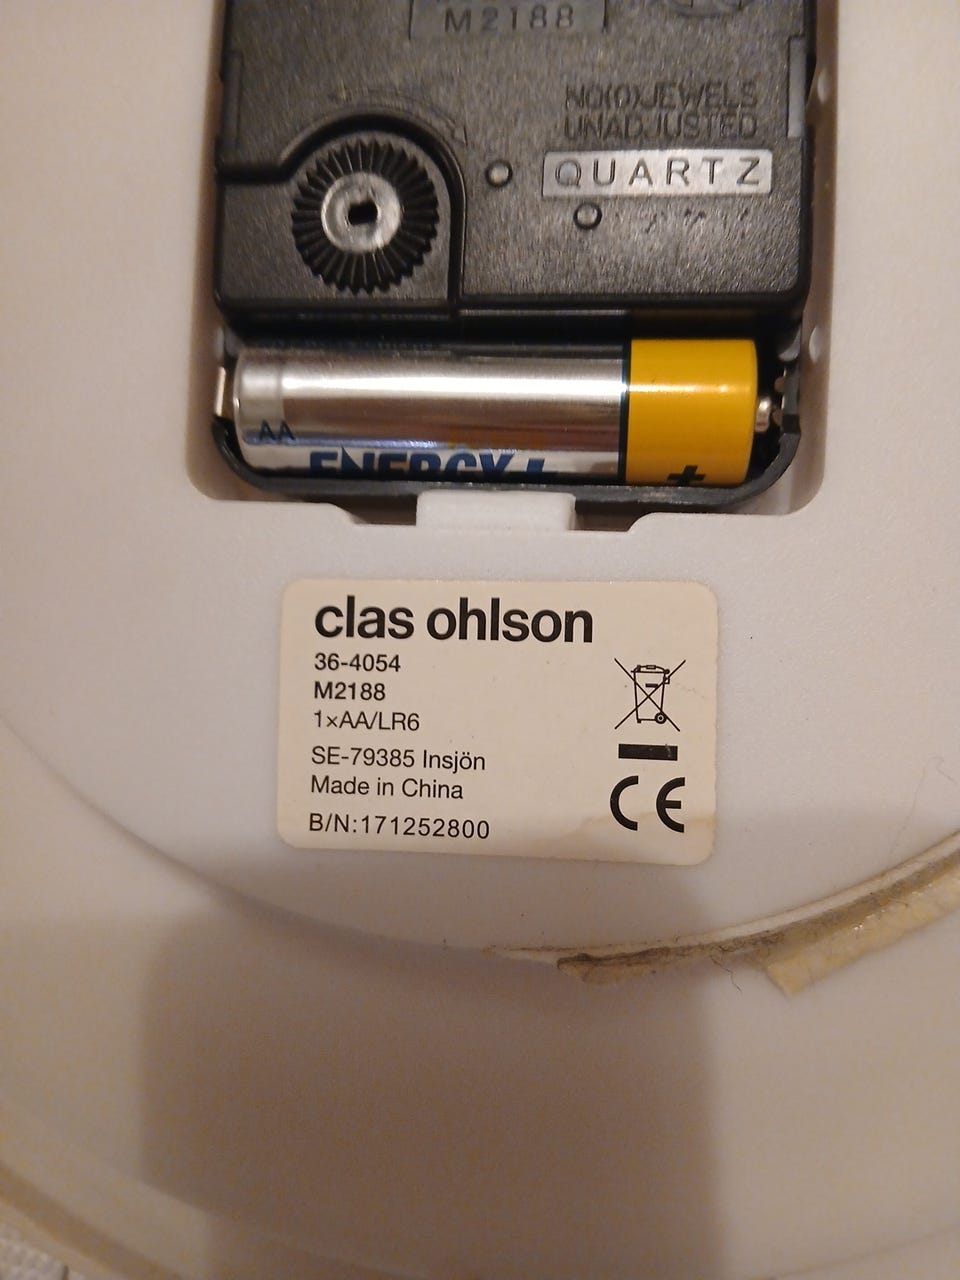 M2188
NO(0)JEWELS
UNADJUSTED
QUARTZ
AA
ENERGY+
+
clas ohlson
36-4054
M2188
1×AA/LR6
SE-79385 Insjön
Made in China
B/N:171252800
CE